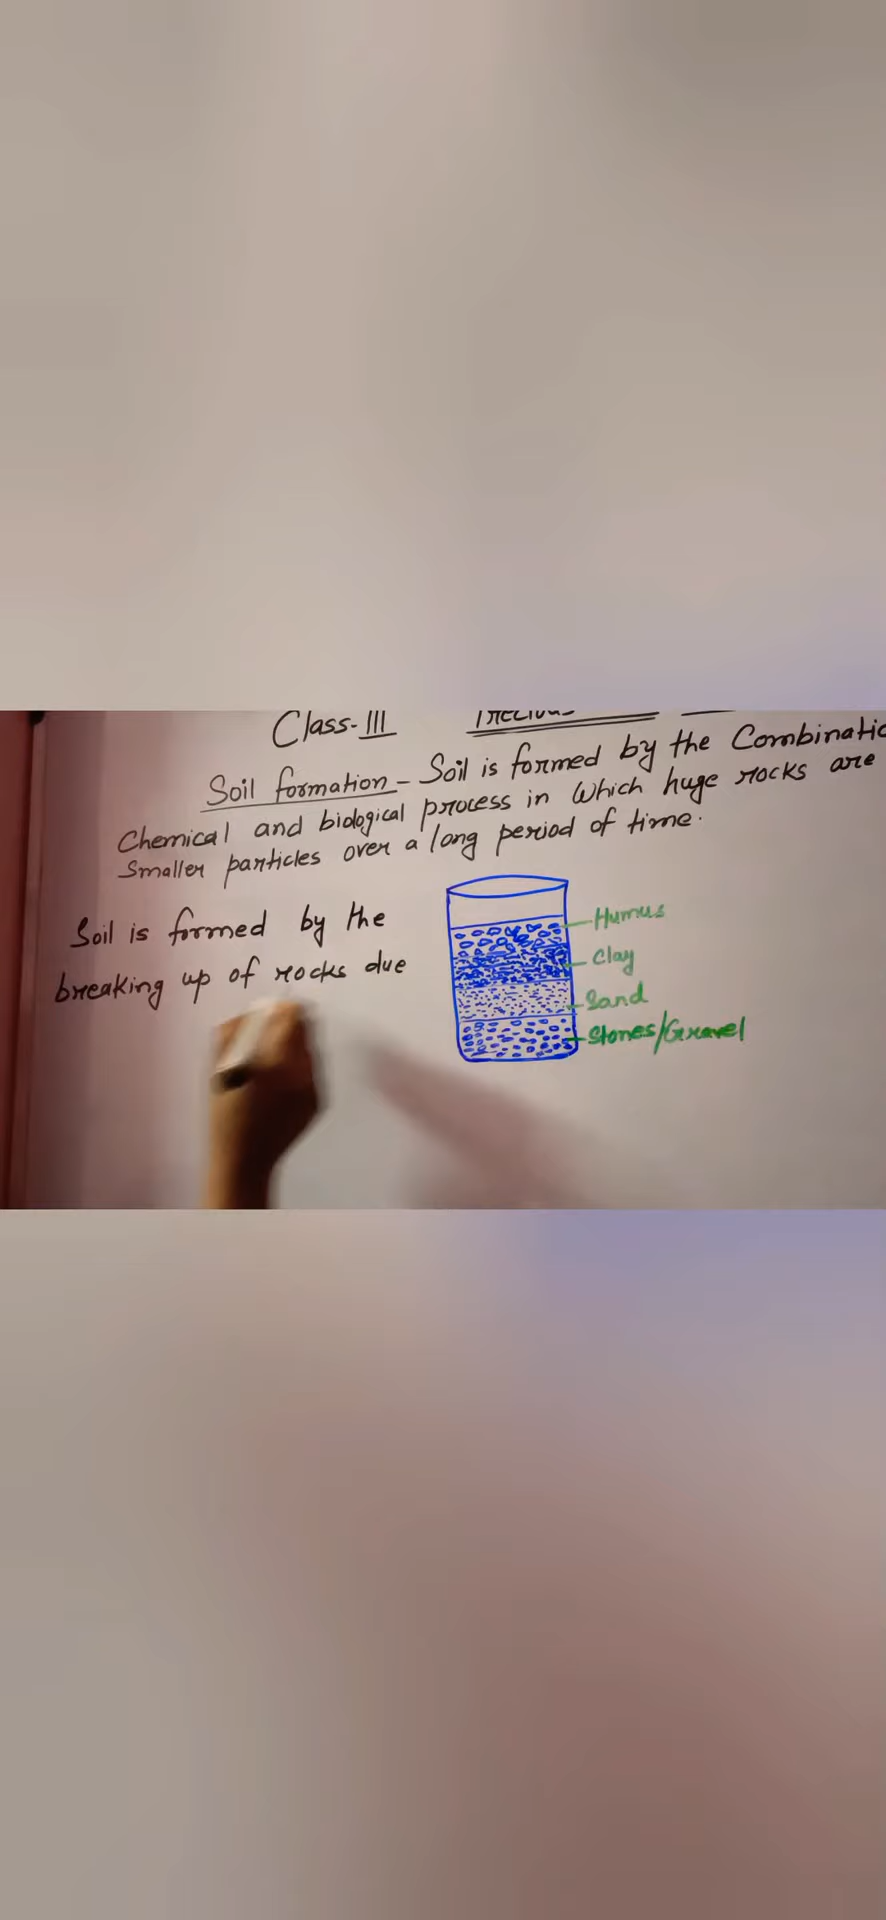 Class-III
Soil formation - Soil is formed by the Combinatio
Chemical and biological process in which huge rocks are
Smaller particles over a long period of time.
Soil is formed by the
breaking up of rocks due
Humus
Clay
Sand
Stones/Gravel